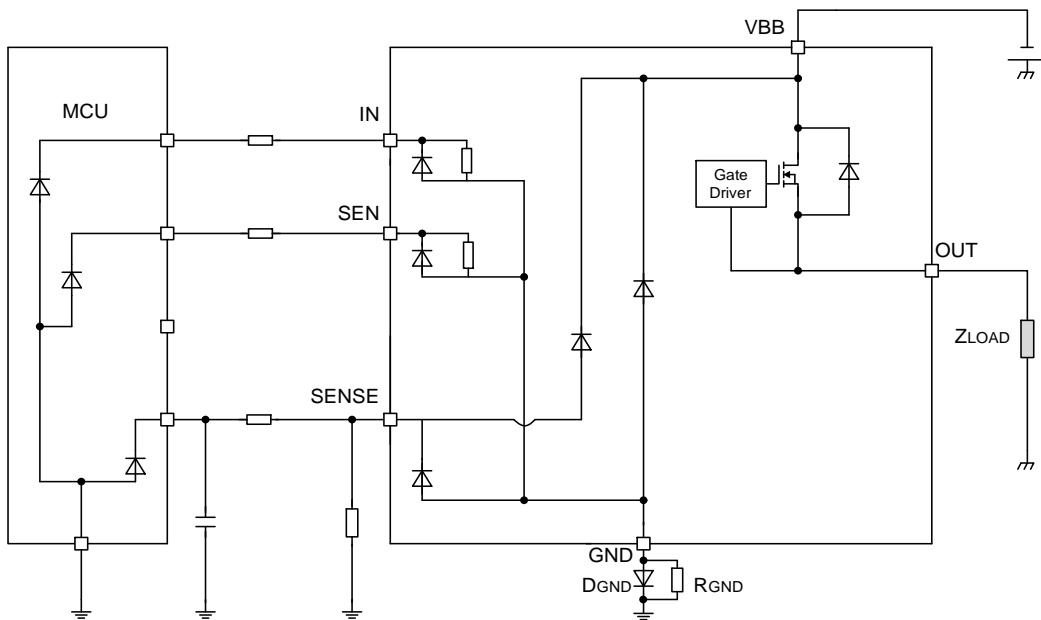 VBB
MCU
IN
Gate
Driver
SEN
OUT
ZLOAD
SENSE
GND
DGND
RGND